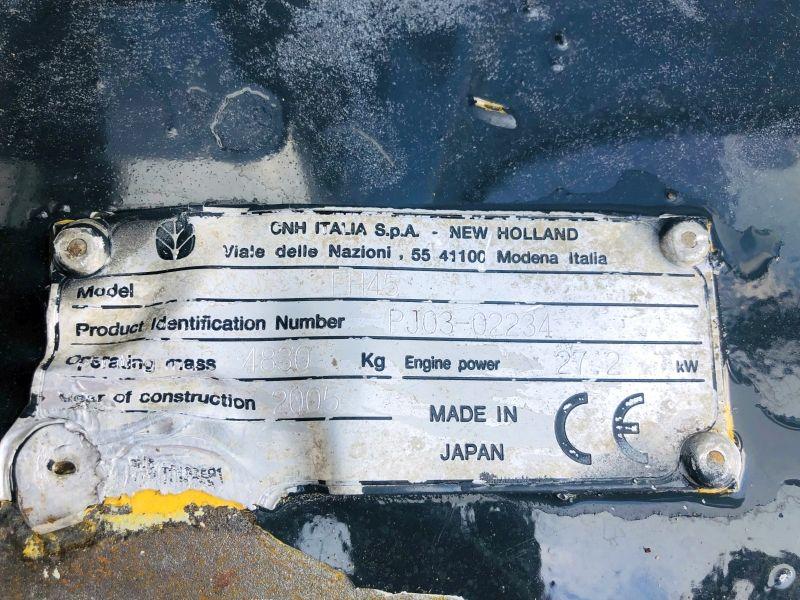 CNH ITALIA S.p.A. - NEW HOLLAND
Viale delle Nazioni , 55 41100 Modena Italia
Model EH45
Product Identification Number PJ03-02234
Operating mass 4830 Kg Engine power 27.2 kW
Year of construction 2005
MADE IN
JAPAN
CE